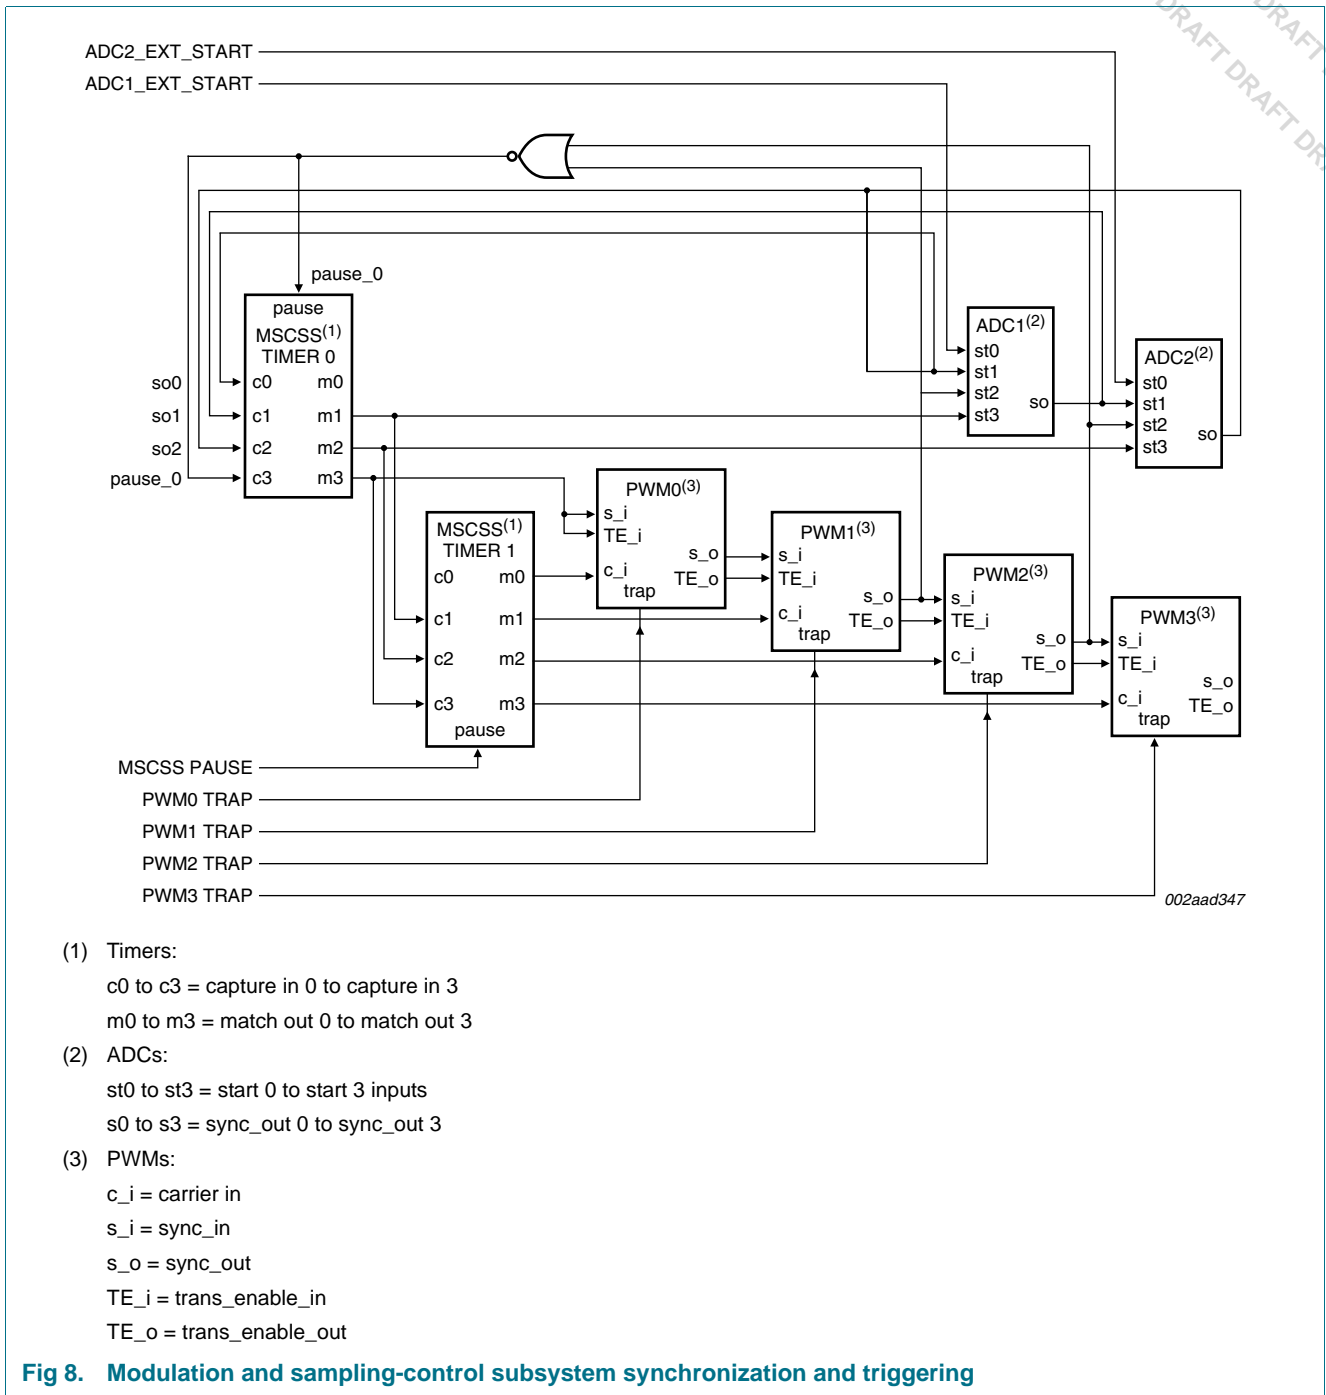 DRAFT DRAFT DRAFT DR
DRAFT
ADC2_EXT_START
ADC1_EXT_START
pause_0
pause
MSCSS(1)
TIMER 0
so0
c0 m0
so1
c1 m1
so2
c2 m2
pause_0
c3 m3
ADC1(2)
st0
st1
st2
so
st3
ADC2(2)
st0
st1
st2
so
st3
MSCSS(1)
TIMER 1
c0 m0
c1 m1
c2 m2
c3 m3
pause
PWM0(3)
s_i
TE_i
s_o
c_i TE_o
trap
PWM1(3)
s_i
TE_i
s_o
c_i TE_o
trap
PWM2(3)
s_i
TE_i
s_o
c_i TE_o
trap
PWM3(3)
s_i
TE_i
s_o
c_i TE_o
trap
MSCSS PAUSE
PWM0 TRAP
PWM1 TRAP
PWM2 TRAP
PWM3 TRAP
002aad347
(1) Timers:
c0 to c3 = capture in 0 to capture in 3
m0 to m3 = match out 0 to match out 3
(2) ADCs:
st0 to st3 = start 0 to start 3 inputs
s0 to s3 = sync_out 0 to sync_out 3
(3) PWMs:
c_i = carrier in
s_i = sync_in
s_o = sync_out
TE_i = trans_enable_in
TE_o = trans_enable_out
Fig 8. Modulation and sampling-control subsystem synchronization and triggering